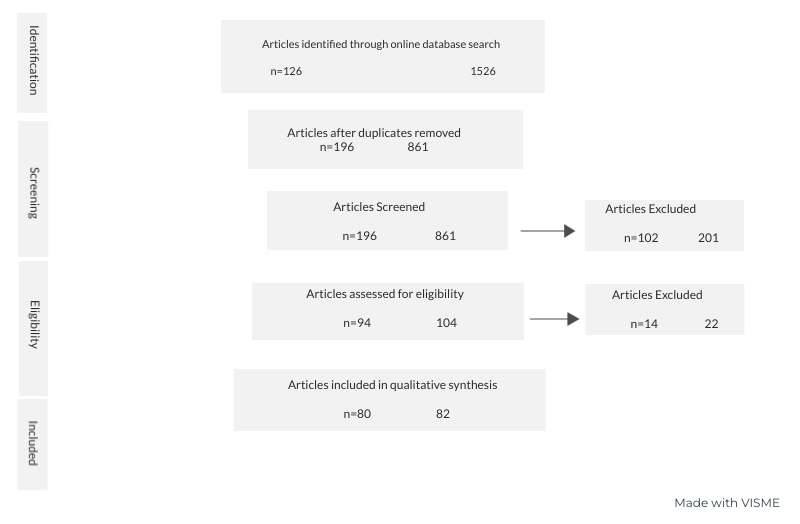 Identification
Articles identified through online database search
n=126 1526
Articles after duplicates removed
n=196 861
Screening
Articles Screened
n=196 861
Articles Excluded
n=102 201
Eligibility
Articles assessed for eligibility
n=94 104
Articles Excluded
n=14 22
Included
Articles included in qualitative synthesis
n=80 82
Made with VISME